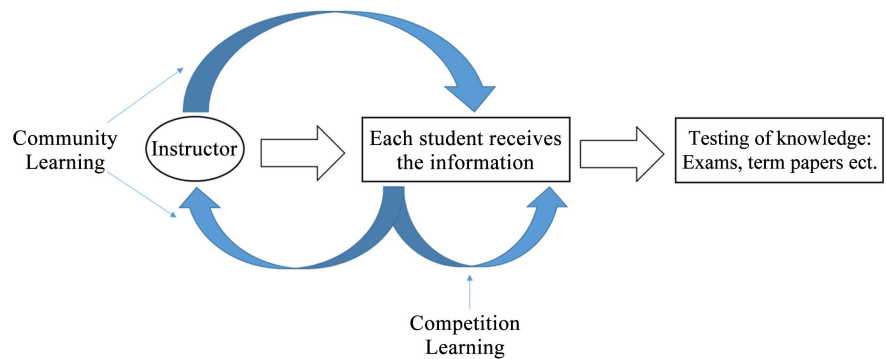 Community
Learning
Instructor
Each student receives
the information
Testing of knowledge:
Exams, term papers ect.
Competition
Learning